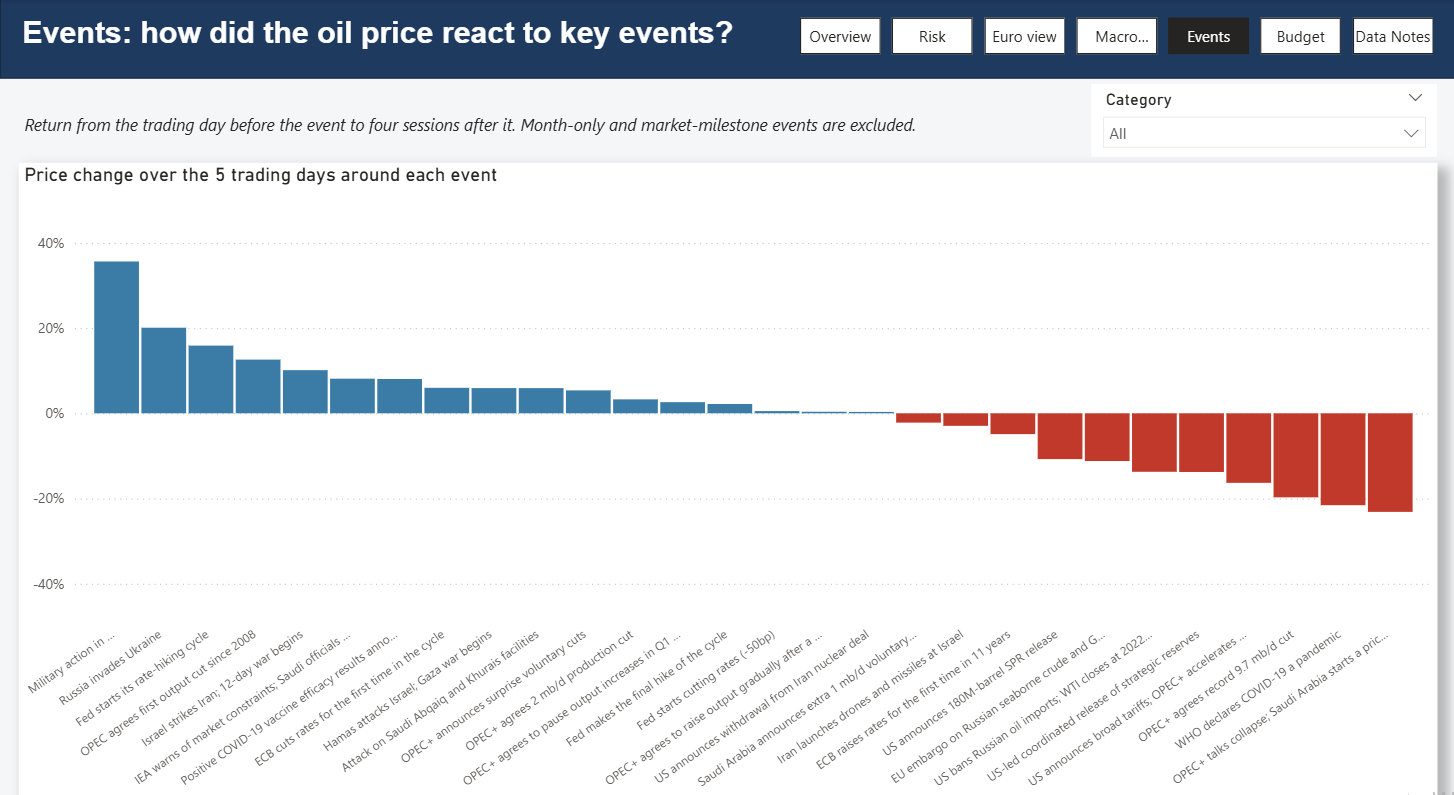 Events: how did the oil price react to key events?
Overview
Risk
Euro view
Macro...
Events
Budget
Data Notes
Category
All
Return from the trading day before the event to four sessions after it. Month-only and market-milestone events are excluded.
Price change over the 5 trading days around each event
40%
20%
0%
-20%
-40%
Military action in ...
Russia invades Ukraine
Fed starts its rate-hiking cycle
OPEC agrees first output cut since 2008
Israel strikes Iran; 12-day war begins
IEA warns of market constraints; Saudi officials ...
Positive COVID-19 vaccine efficacy results anno...
ECB cuts rates for the first time in the cycle
Hamas attacks Israel; Gaza war begins
Attack on Saudi Abqaiq and Khurais facilities
OPEC+ announces surprise voluntary cuts
OPEC+ agrees 2 mb/d production cut
OPEC+ agrees to pause output increases in Q1 ...
Fed makes the final hike of the cycle
Fed starts cutting rates (-50bp)
OPEC+ agrees to raise output gradually after a ...
US announces withdrawal from Iran nuclear deal
Saudi Arabia announces extra 1 mb/d voluntary...
Iran launches drones and missiles at Israel
ECB raises rates for the first time in 11 years
US announces 180M-barrel SPR release
EU embargo on Russian seaborne crude and G...
US bans Russian oil imports; WTI closes at 2022...
US-led coordinated release of strategic reserves
US announces broad tariffs; OPEC+ accelerates ...
OPEC+ agrees record 9.7 mb/d cut
WHO declares COVID-19 a pandemic
OPEC+ talks collapse; Saudi Arabia starts a pric...